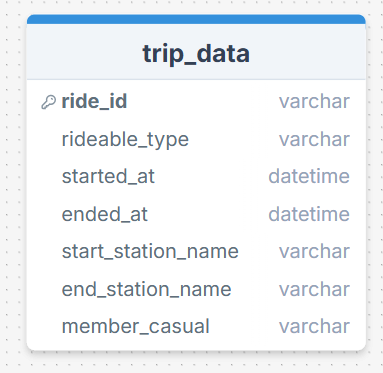 trip_data
ride_id varchar
rideable_type varchar
started_at datetime
ended_at datetime
start_station_name varchar
end_station_name varchar
member_casual varchar